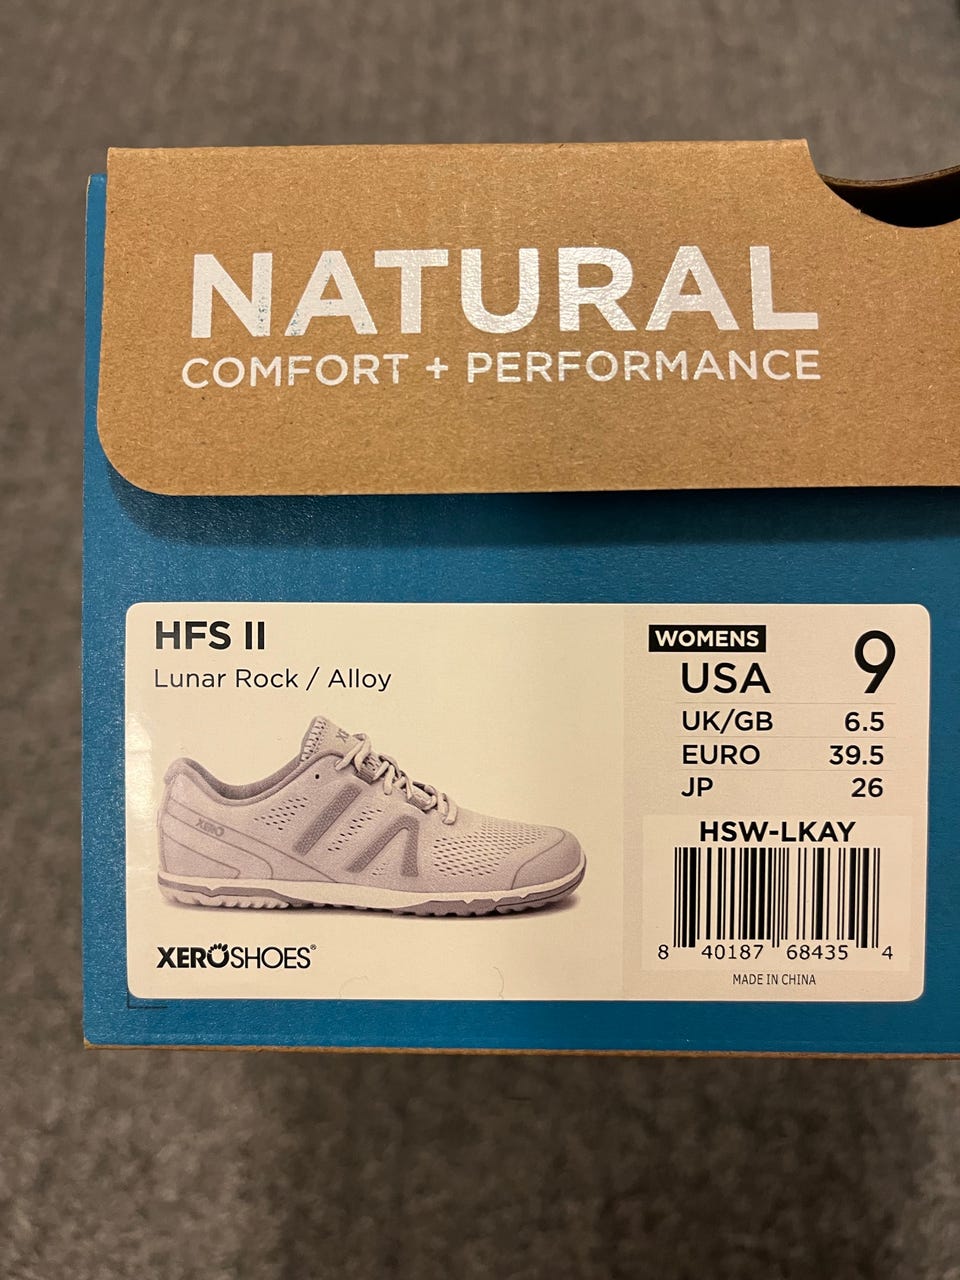 NATURAL
COMFORT + PERFORMANCE
HFS II
Lunar Rock / Alloy
XERO
XEROSHOES®
WOMENS
USA 9
UK/GB 6.5
EURO 39.5
JP 26
HSW-LKAY
8 40187 68435 4
MADE IN CHINA